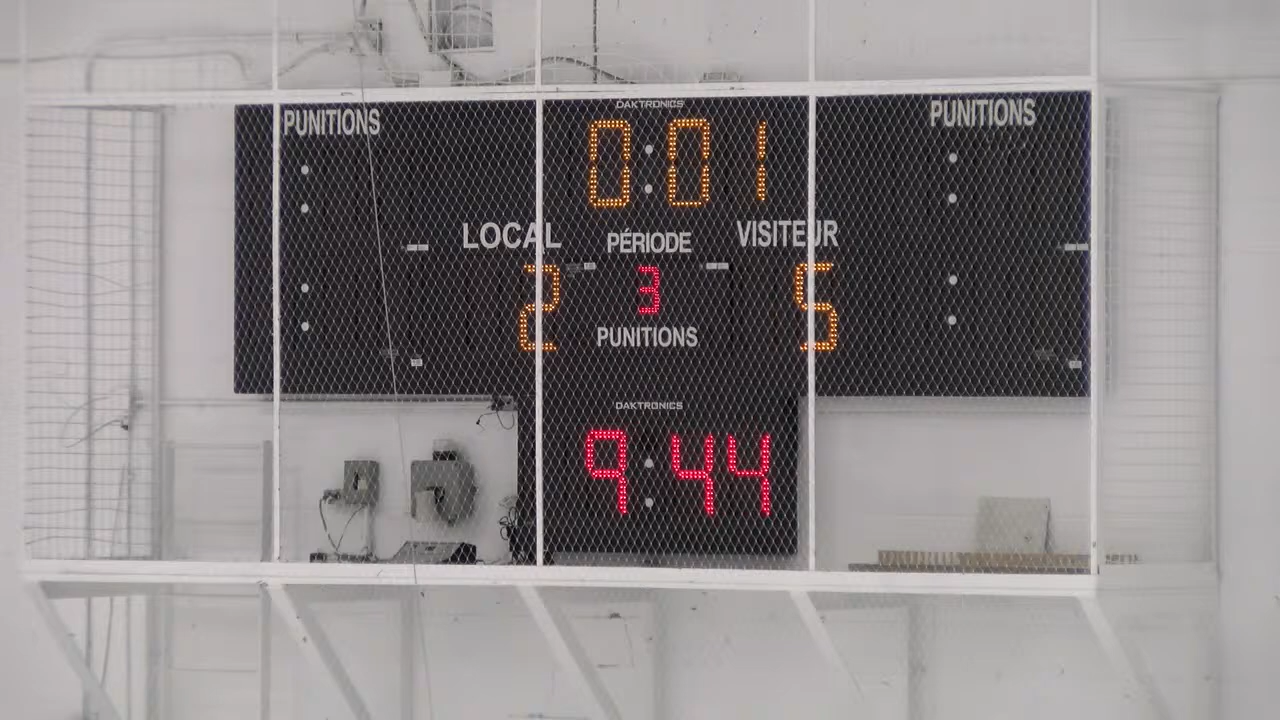 DAKTRONICS
PUNITIONS
PUNITIONS
0:01
LOCAL
PÉRIODE
VISITEUR
2
3
5
PUNITIONS
DAKTRONICS
9:44